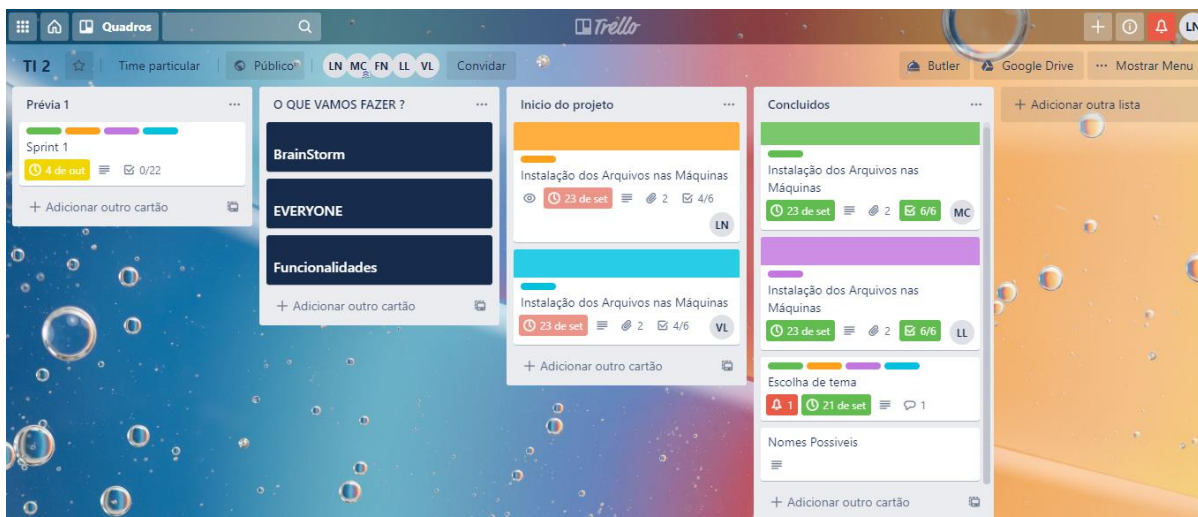 Quadros
Trello
LN
TI 2
Time particular
Público
LN MC FN LL VL
Convidar
Butler
Google Drive
Mostrar Menu
Prévia 1
Sprint 1
4 de out
0/22
+ Adicionar outro cartão
O QUE VAMOS FAZER ?
BrainStorm
EVERYONE
Funcionalidades
+ Adicionar outro cartão
Inicio do projeto
Instalação dos Arquivos nas Máquinas
23 de set 2 4/6
LN
Instalação dos Arquivos nas Máquinas
23 de set 2 4/6 VL
+ Adicionar outro cartão
Concluidos
Instalação dos Arquivos nas
Máquinas
23 de set 2 6/6 MC
Instalação dos Arquivos nas
Máquinas
23 de set 2 6/6 LL
Escolha de tema
1 21 de set 1
Nomes Possiveis
+ Adicionar outro cartão
+ Adicionar outra lista